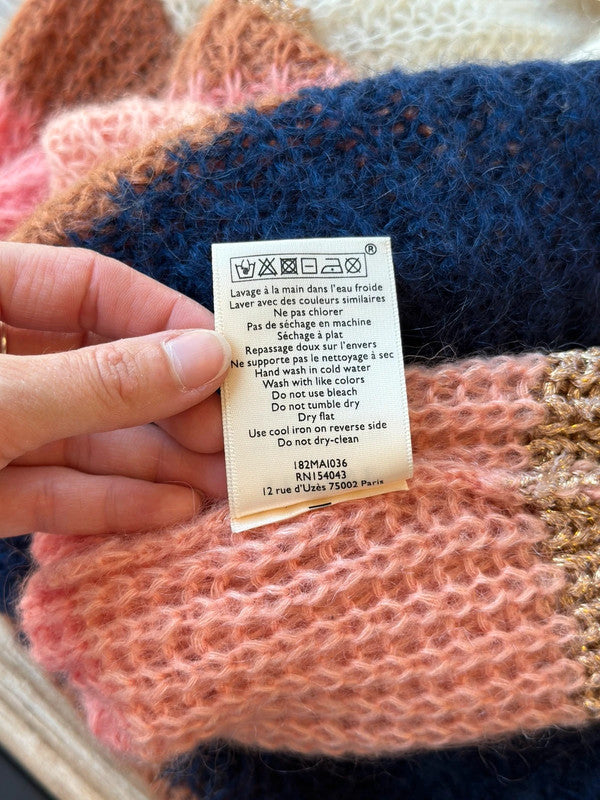 ®
Lavage à la main dans l'eau froide
Laver avec des couleurs similaires
Ne pas chlorer
Pas de séchage en machine
Séchage à plat
Repassage doux sur l'envers
Ne supporte pas le nettoyage à sec
Hand wash in cold water
Wash with like colors
Do not use bleach
Do not tumble dry
Dry flat
Use cool iron on reverse side
Do not dry-clean
182MAI036
RN154043
12 rue d'Uzès 75002 Paris